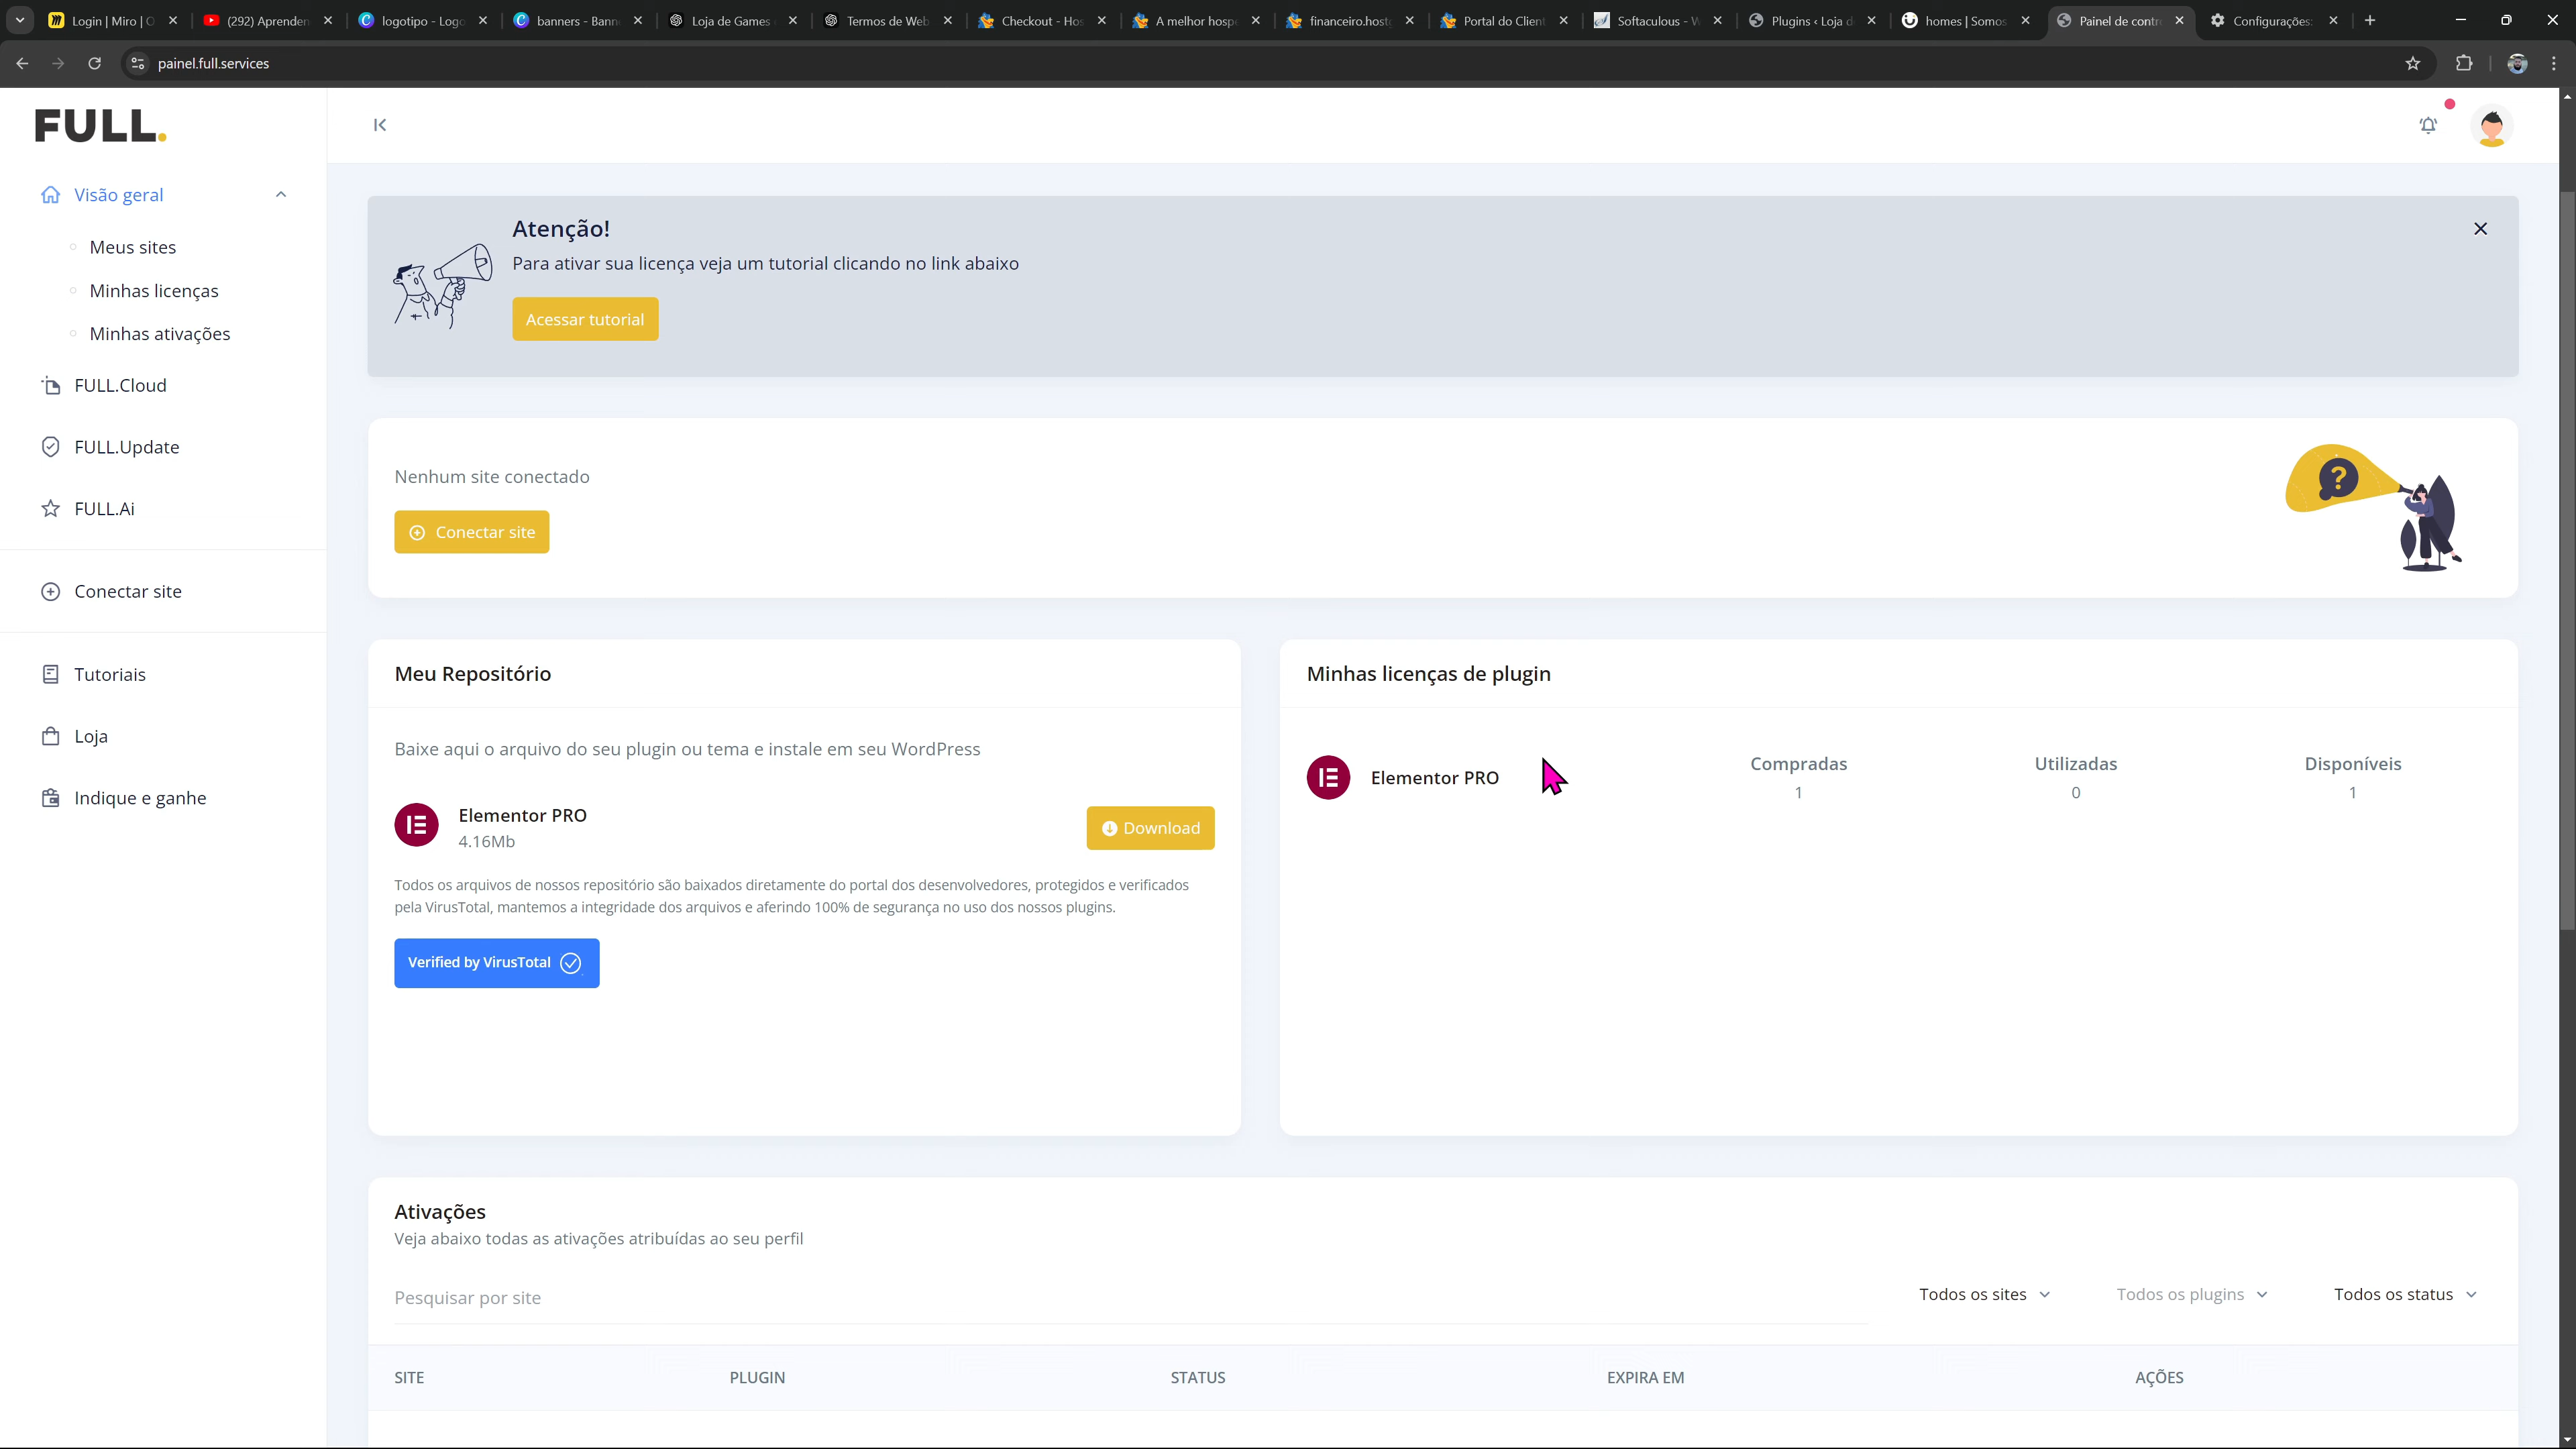 Login | Miro | O
(292) Aprenden
logotipo - Logo
banners - Bann
Loja de Games
Termos de Web
Checkout - Hos
A melhor hospe
financeiro.hostg
Portal do Client
Softaculous - W
Plugins ‹ Loja d
homes | Somos
Painel de contr
Configurações:
painel.full.services
FULL.
Visão geral
Meus sites
Minhas licenças
Minhas ativações
FULL.Cloud
FULL.Update
FULL.Ai
Conectar site
Tutoriais
Loja
Indique e ganhe
Atenção!
Para ativar sua licença veja um tutorial clicando no link abaixo
Acessar tutorial
Nenhum site conectado
Conectar site
?
Meu Repositório
Baixe aqui o arquivo do seu plugin ou tema e instale em seu WordPress
Elementor PRO
4.16Mb
Download
Todos os arquivos de nossos repositório são baixados diretamente do portal dos desenvolvedores, protegidos e verificados
pela VirusTotal, mantemos a integridade dos arquivos e aferindo 100% de segurança no uso dos nossos plugins.
Verified by VirusTotal
Minhas licenças de plugin
Elementor PRO
Compradas
1
Utilizadas
0
Disponíveis
1
Ativações
Veja abaixo todas as ativações atribuídas ao seu perfil
Pesquisar por site
Todos os sites
Todos os plugins
Todos os status
SITE
PLUGIN
STATUS
EXPIRA EM
AÇÕES